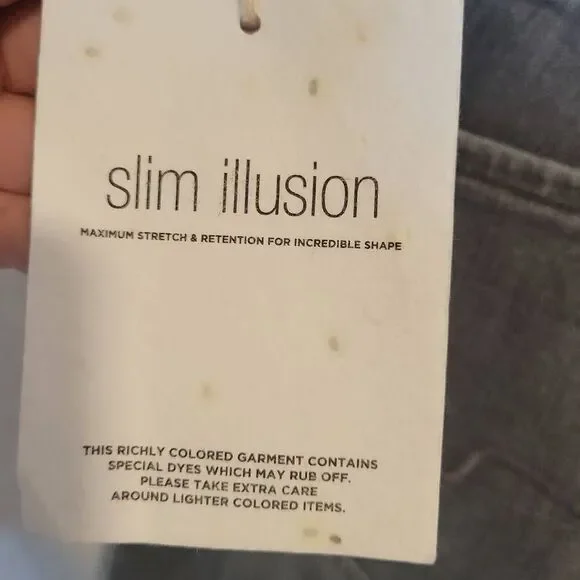 slim illusion
MAXIMUM STRETCH & RETENTION FOR INCREDIBLE SHAPE
THIS RICHLY COLORED GARMENT CONTAINS
SPECIAL DYES WHICH MAY RUB OFF.
PLEASE TAKE EXTRA CARE
AROUND LIGHTER COLORED ITEMS.